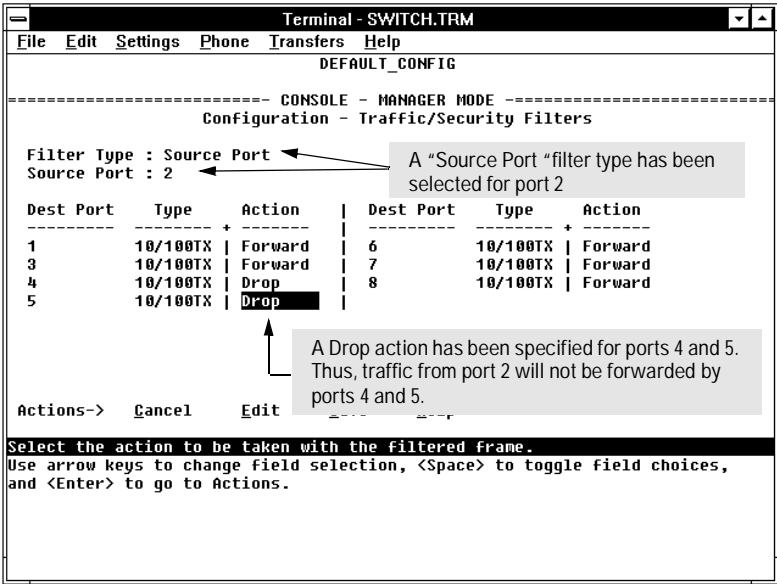 Terminal - SWITCH.TRM
File Edit Settings Phone Transfers Help
DEFAULT_CONFIG
==========================- CONSOLE - MANAGER MODE -===========================
Configuration - Traffic/Security Filters
Filter Type : Source Port
Source Port : 2
A "Source Port "filter type has been
selected for port 2
Dest Port Type Action | Dest Port Type Action
--------- -------- + ------- | --------- -------- + -------
1 10/100TX | Forward | 6 10/100TX | Forward
3 10/100TX | Forward | 7 10/100TX | Forward
4 10/100TX | Drop | 8 10/100TX | Forward
5 10/100TX | Drop |
A Drop action has been specified for ports 4 and 5.
Thus, traffic from port 2 will not be forwarded by
ports 4 and 5.
Actions-> Cancel Edit
Select the action to be taken with the filtered frame.
Use arrow keys to change field selection, <Space> to toggle field choices,
and <Enter> to go to Actions.